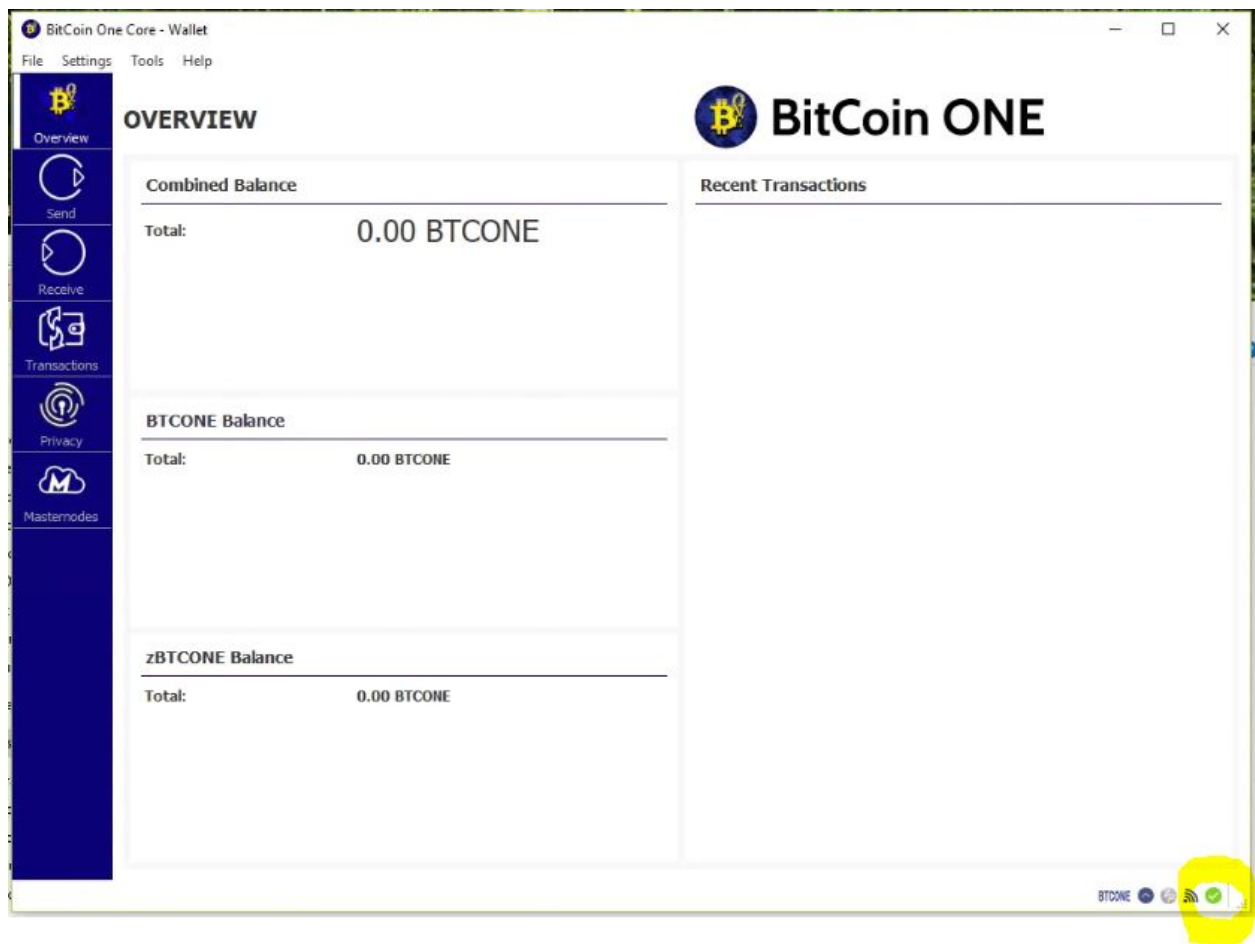 BitCoin One Core - Wallet
File Settings Tools Help
Overview
Send
Receive
Transactions
Privacy
Masternodes
OVERVIEW
BitCoin ONE
Combined Balance
Total: 0.00 BTCONE
BTCONE Balance
Total: 0.00 BTCONE
zBTCONE Balance
Total: 0.00 BTCONE
Recent Transactions
BTCONE